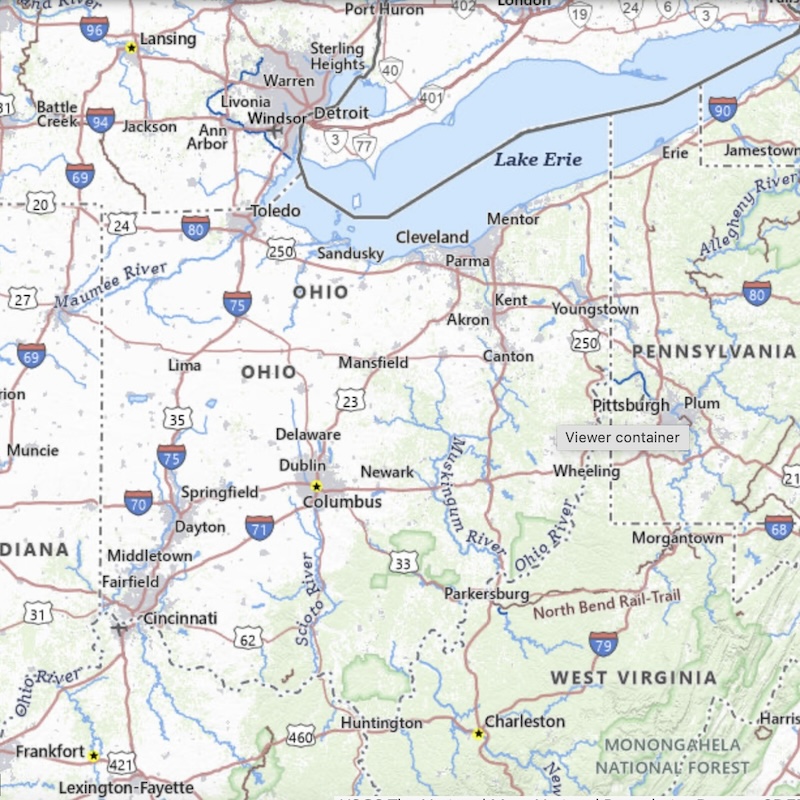 Port Huron
402
London
19
24
6
3
96
Lansing
Sterling
Heights
Warren
40
401
Livonia
Battle
Creek
94
Jackson
Ann
Arbor
Windsor
Detroit
3
77
90
Lake Erie
Erie
Jamestown
69
20
24
80
Toledo
250
Sandusky
Cleveland
Mentor
Parma
Allegheny River
27
Maumee River
75
OHIO
Kent
Akron
Youngstown
80
69
Lima
OHIO
Mansfield
Canton
250
PENNSYLVANIA
rion
35
23
Pittsburgh
Plum
Muncie
75
Delaware
Viewer container
Dublin
Newark
Muskingum River
Wheeling
21
70
Springfield
Columbus
Dayton
71
Ohio River
68
DIANA
Middletown
Morgantown
Fairfield
33
Scioto River
Parkersburg
North Bend Rail-Trail
31
Cincinnati
62
79
Ohio River
WEST VIRGINIA
Huntington
Charleston
Harris
460
Frankfort
421
MONONGAHELA
NATIONAL FOREST
Lexington-Fayette
New